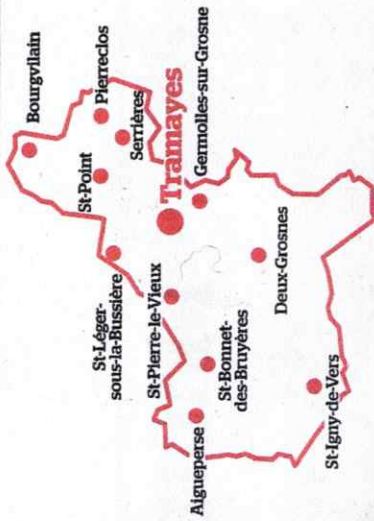 Bourgvilain
Pierreclos
St-Point
Serrières
Tramayes
Germolles-sur-Grosne
St-Léger-
sous-la-Bussière
St-Pierre-le-Vieux
Deux-Grosnes
St-Bonnet-
des-Bruyères
Aigueperse
St-Igny-de-Vers